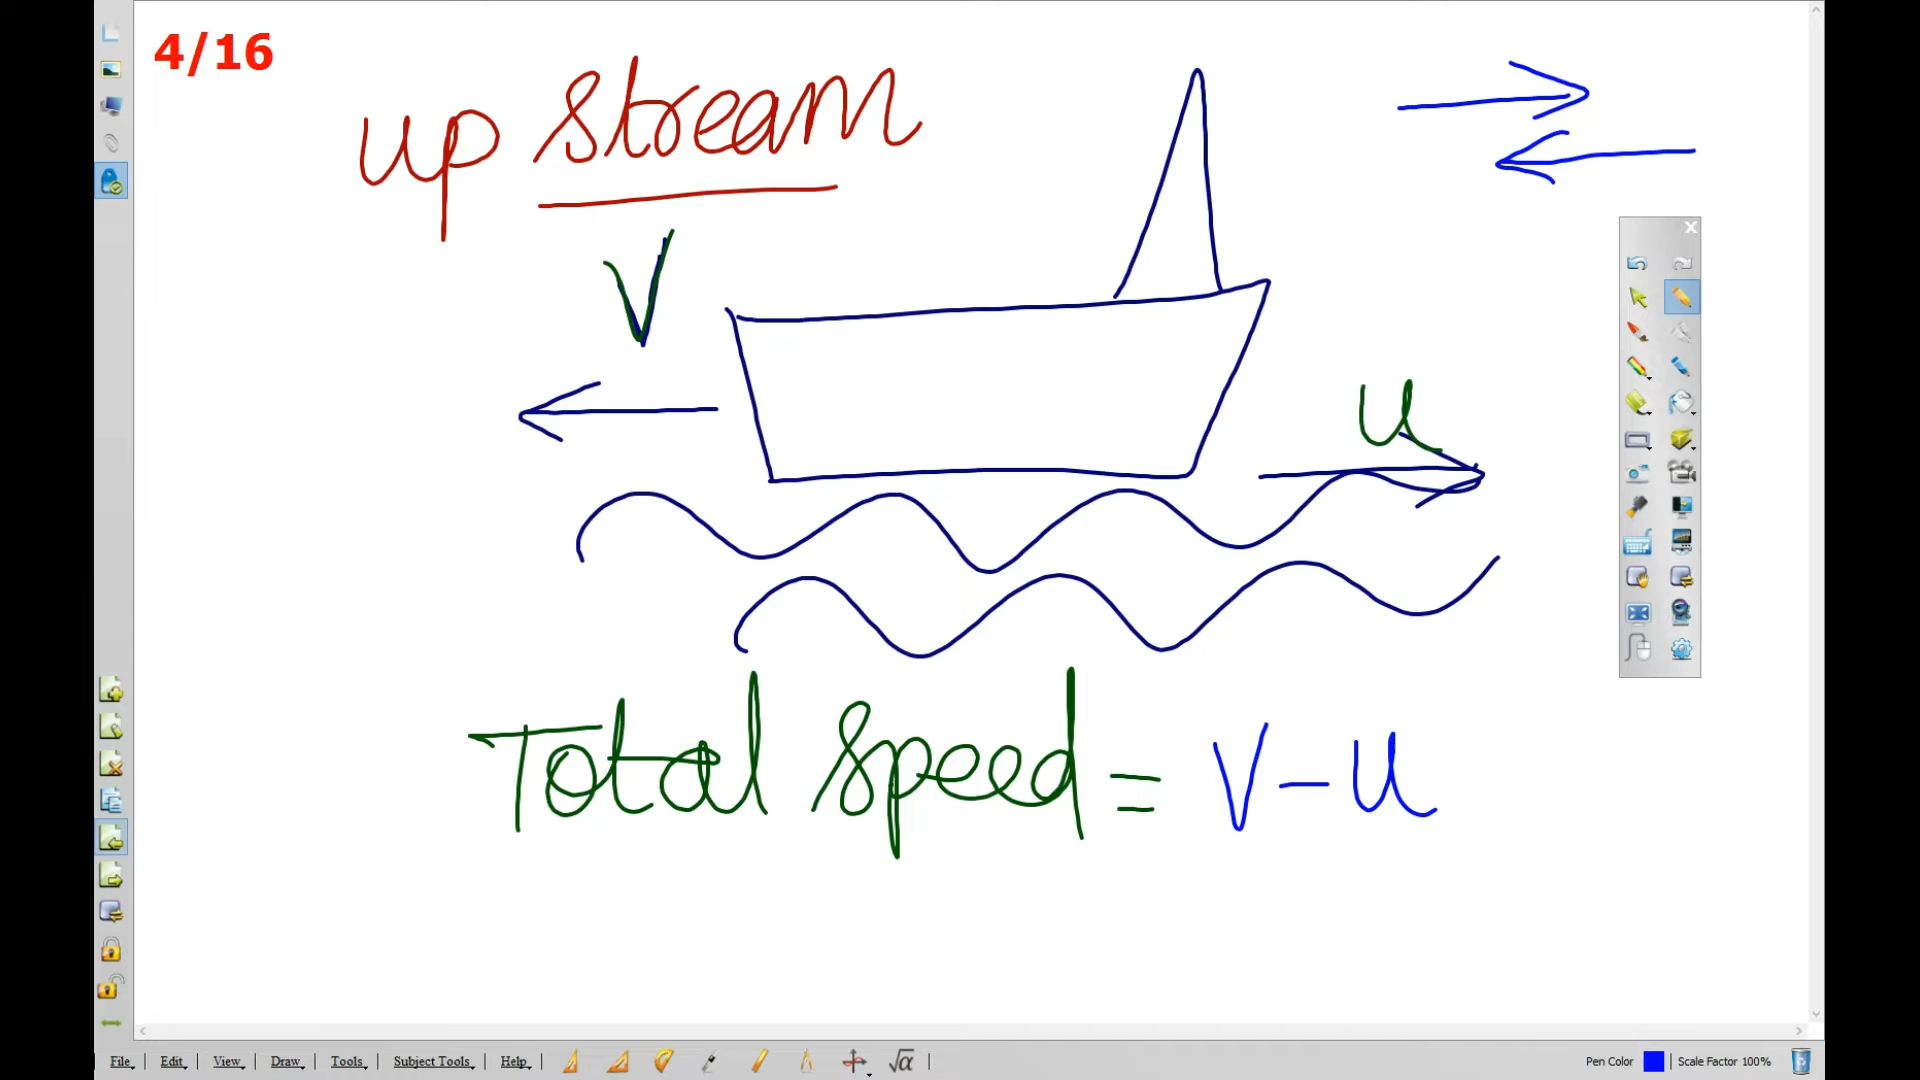 4/16
up stream
V
u
Total speed = V - u
File Edit View Draw Tools Subject Tools Help √α Pen Color Scale Factor 100%